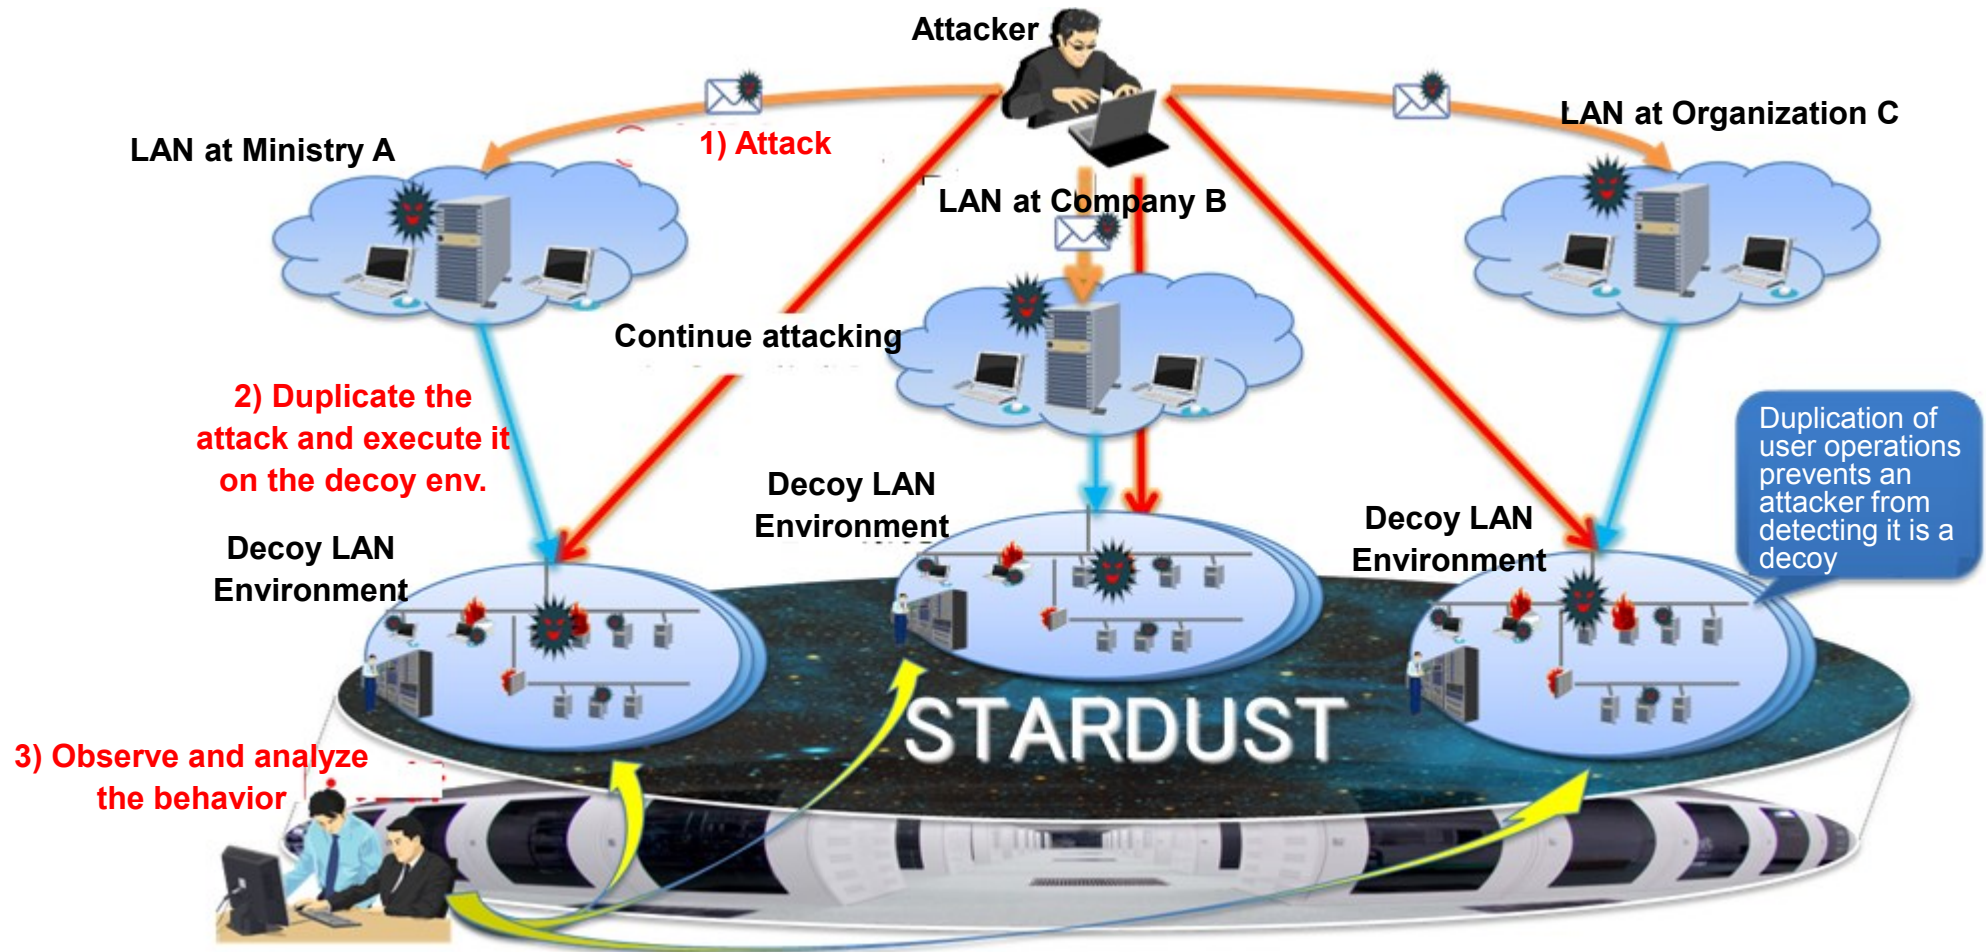 Attacker
LAN at Ministry A
1) Attack
LAN at Organization C
LAN at Company B
Continue attacking
2) Duplicate the
attack and execute it
on the decoy env.
Duplication of
user operations
prevents an
attacker from
detecting it is a
decoy
Decoy LAN
Environment
Decoy LAN
Environment
Decoy LAN
Environment
STARDUST
3) Observe and analyze
the behavior